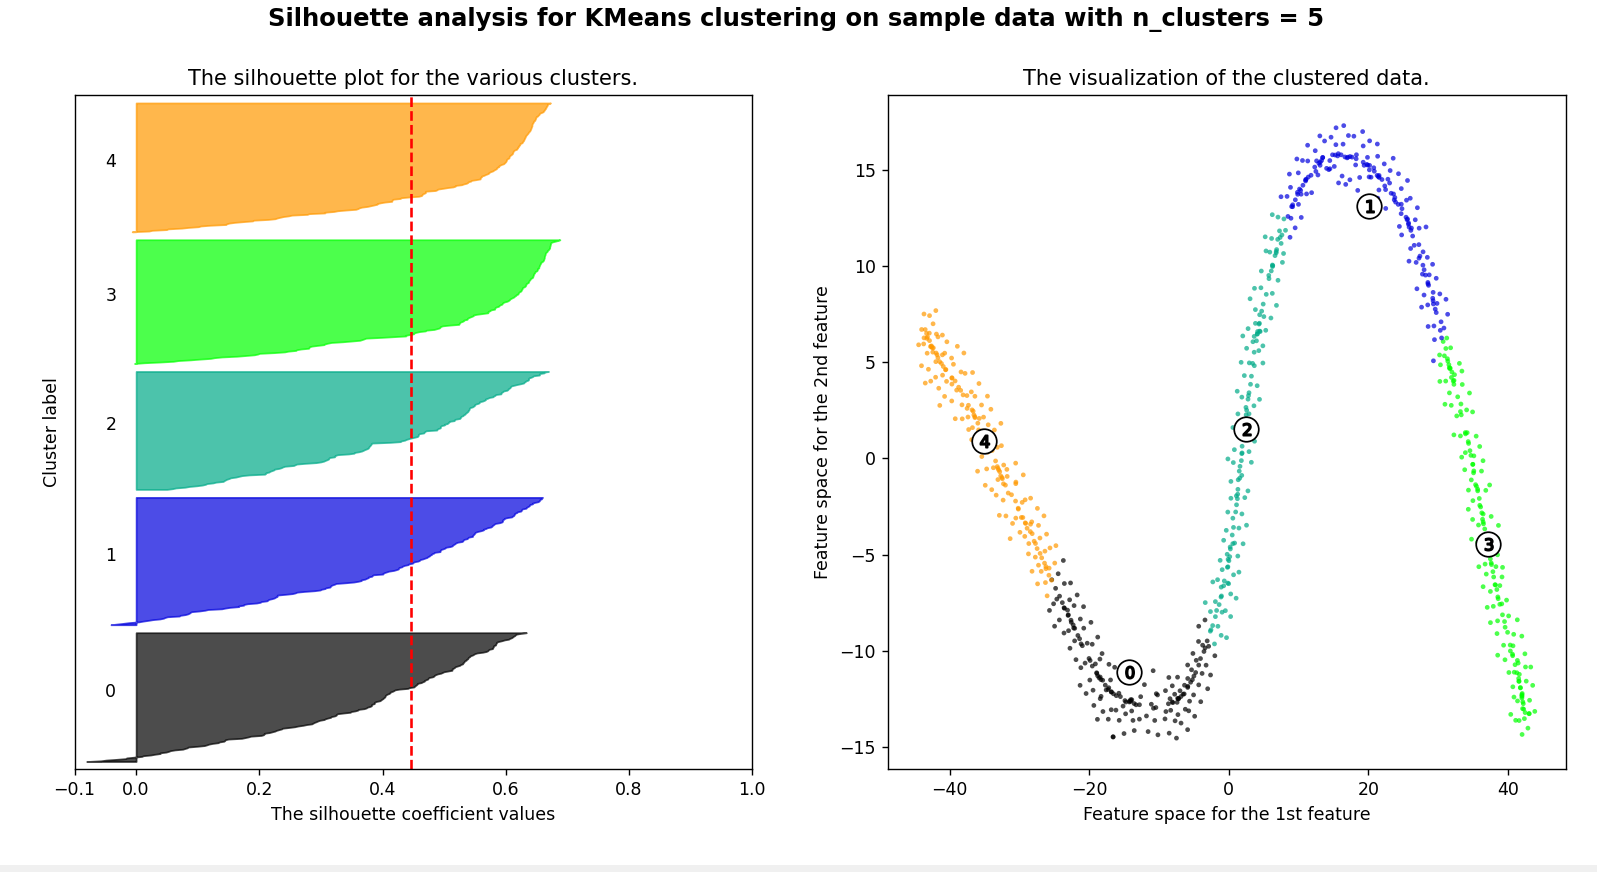 Silhouette analysis for KMeans clustering on sample data with n_clusters = 5
The silhouette plot for the various clusters.
Cluster label
4
3
2
1
0
−0.1 0.0 0.2 0.4 0.6 0.8 1.0
The silhouette coefficient values
The visualization of the clustered data.
Feature space for the 2nd feature
15
10
5
0
−5
−10
−15
1
2
4
3
0
−40 −20 0 20 40
Feature space for the 1st feature